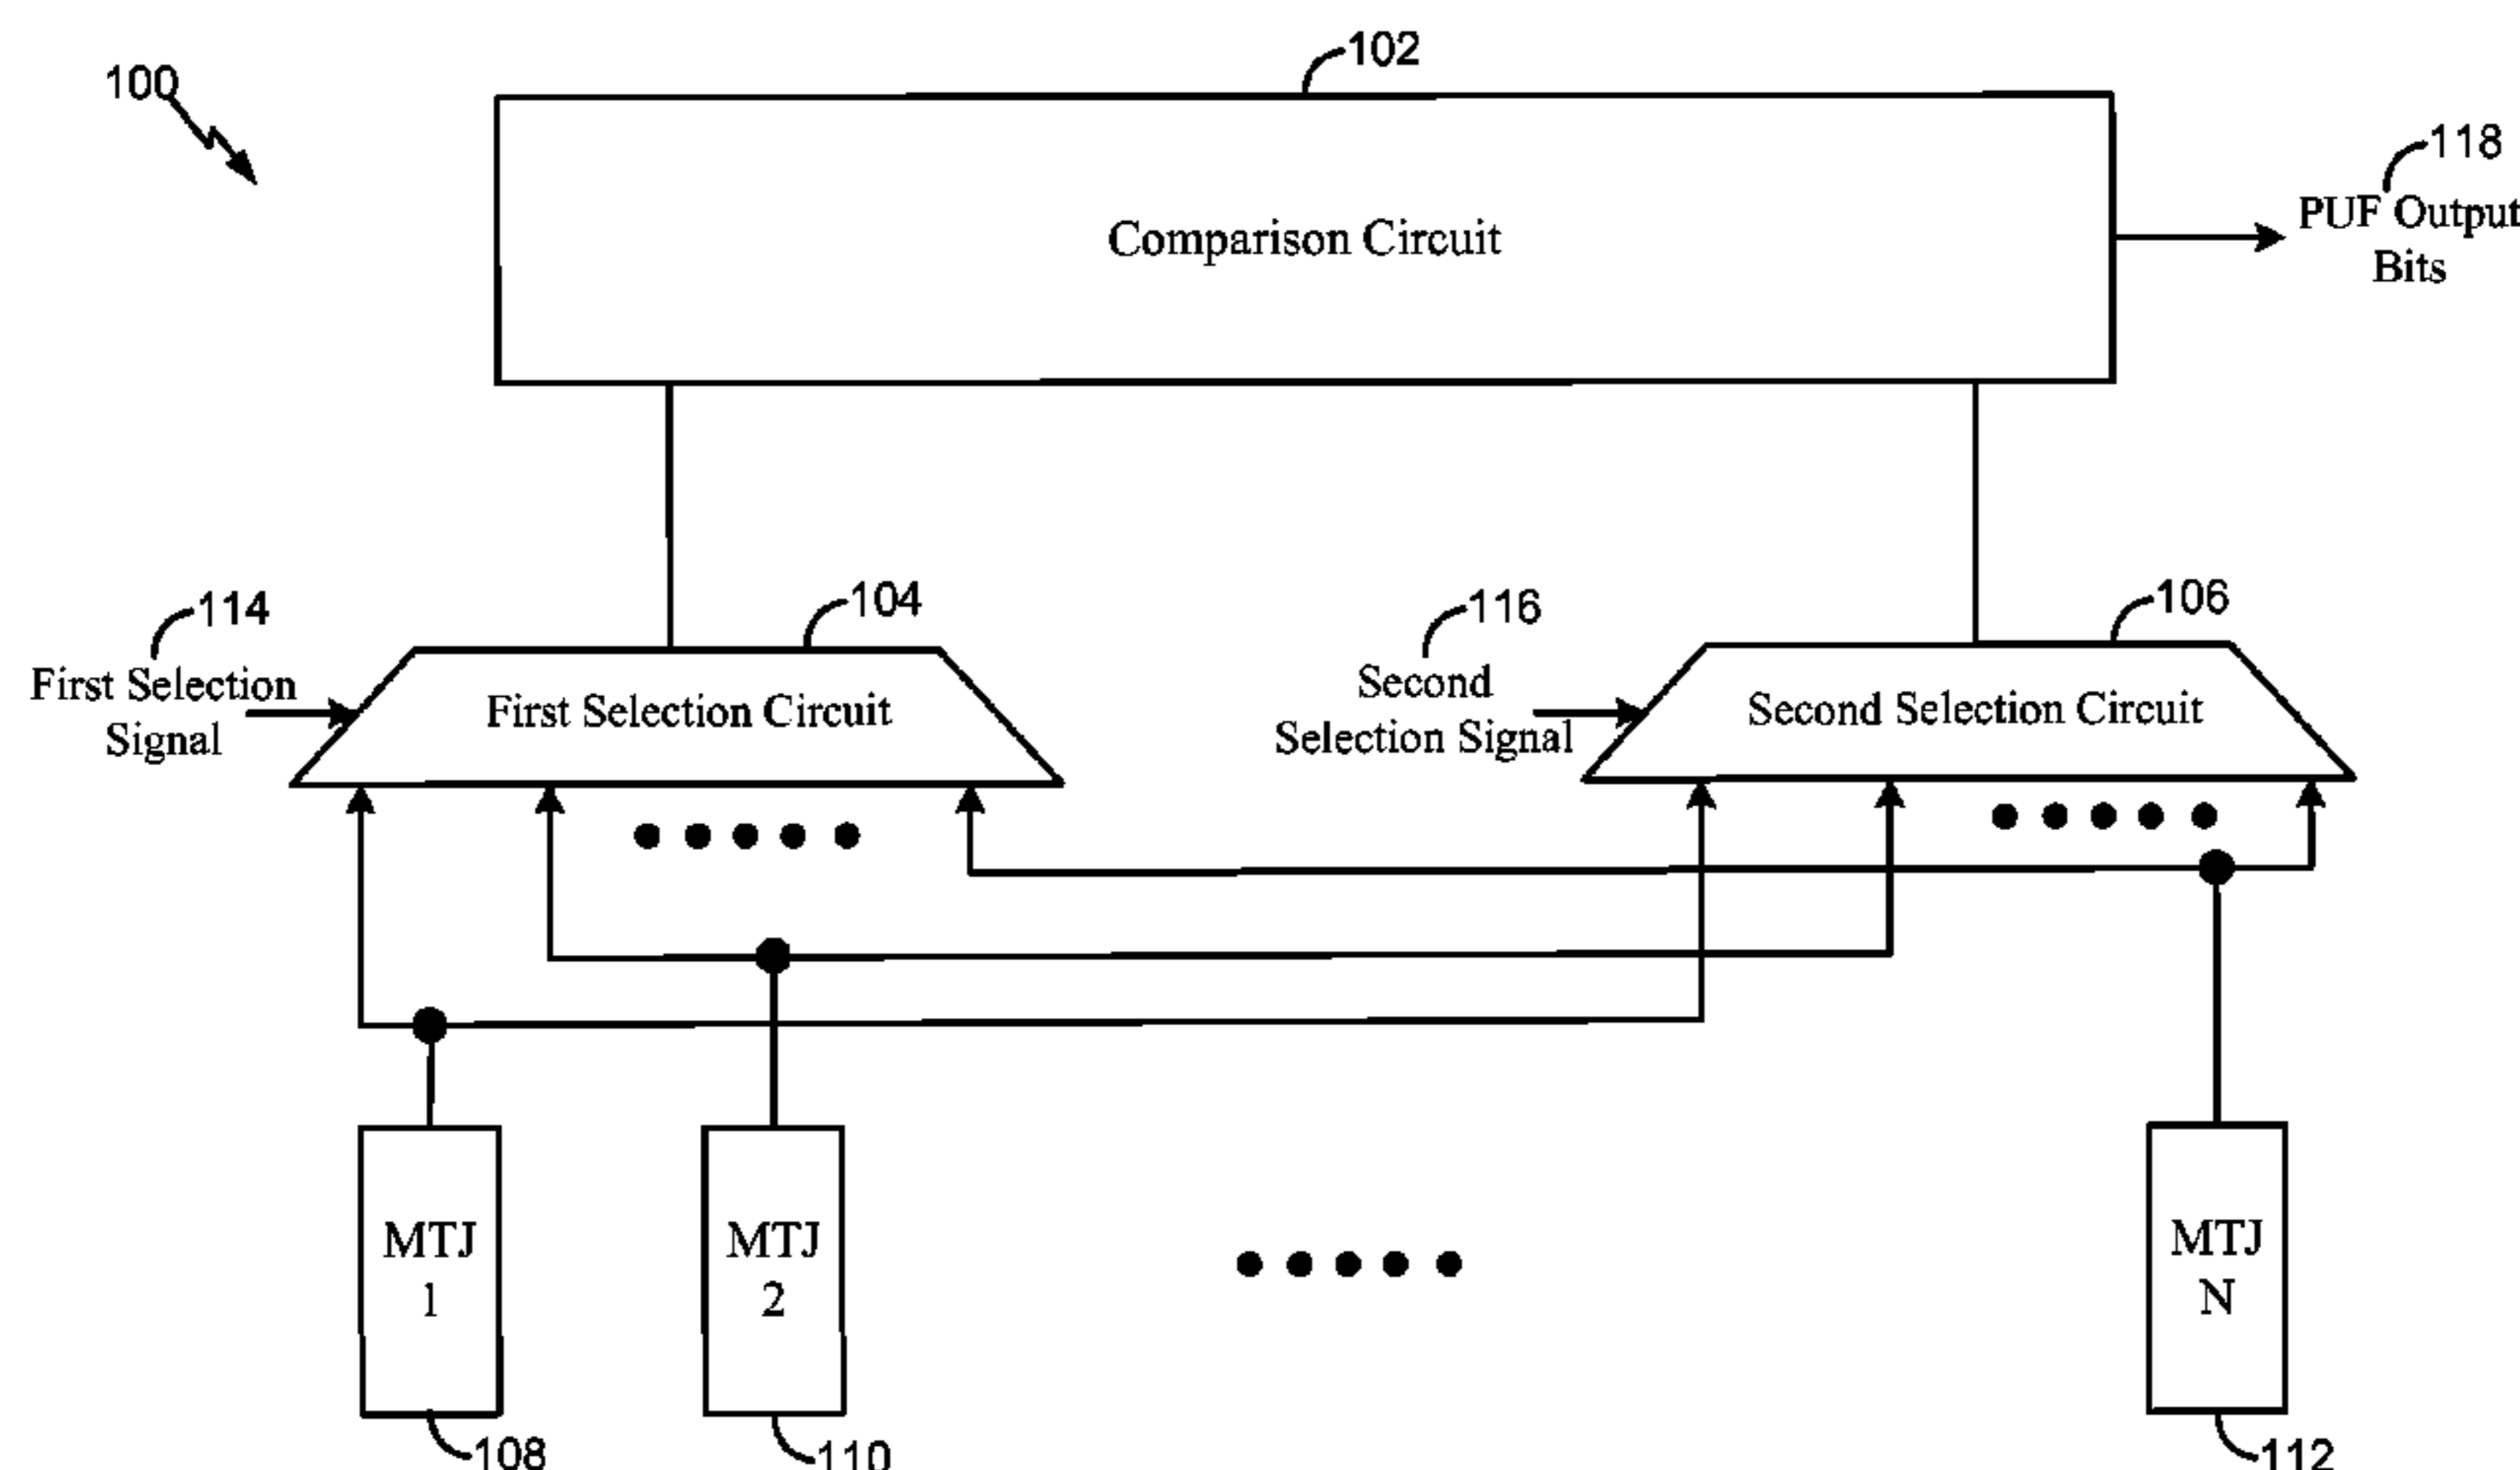 100
102
Comparison Circuit
118
PUF Output
Bits
114
First Selection
Signal
104
First Selection Circuit
116
Second
Selection Signal
106
Second Selection Circuit
MTJ
1
MTJ
2
MTJ
N
108
110
112